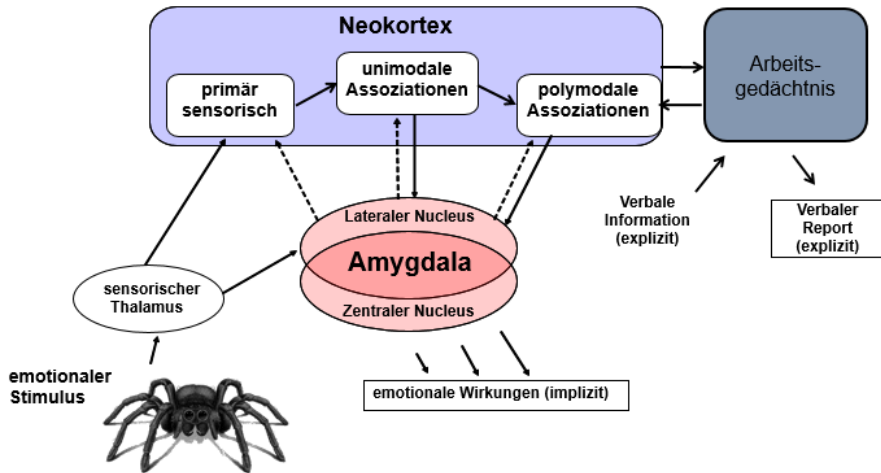 Neokortex
primär
sensorisch
unimodale
Assoziationen
polymodale
Assoziationen
Arbeits-
gedächtnis
Lateraler Nucleus
Amygdala
Zentraler Nucleus
Verbale
Information
(explizit)
Verbaler
Report
(explizit)
sensorischer
Thalamus
emotionaler
Stimulus
emotionale Wirkungen (implizit)